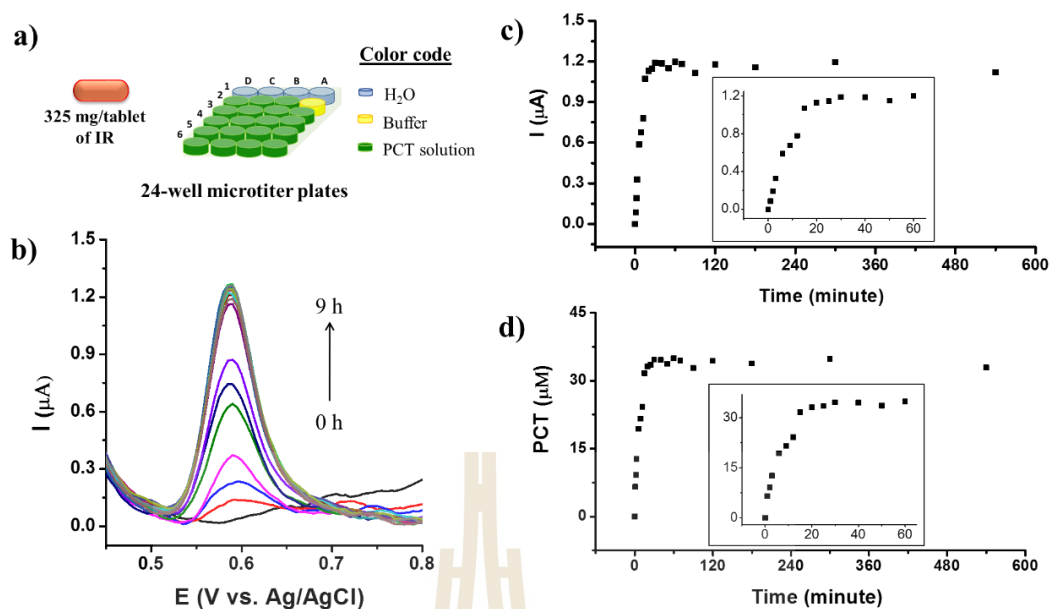 a)
325 mg/tablet
of IR
D C B A
1
2
3
4
5
6
Color code
H₂O
Buffer
PCT solution
24-well microtiter plates
b)
I (μA)
1.5
1.2
0.9
0.6
0.3
0.0
9 h
0 h
0.5 0.6 0.7 0.8
E (V vs. Ag/AgCl)
c)
I (μA)
1.5
1.2
0.9
0.6
0.3
0.0
1.2
0.8
0.4
0.0
0 20 40 60
0 120 240 360 480 600
Time (minute)
d)
PCT (μM)
45
30
15
0
30
15
0
0 20 40 60
0 120 240 360 480 600
Time (minute)